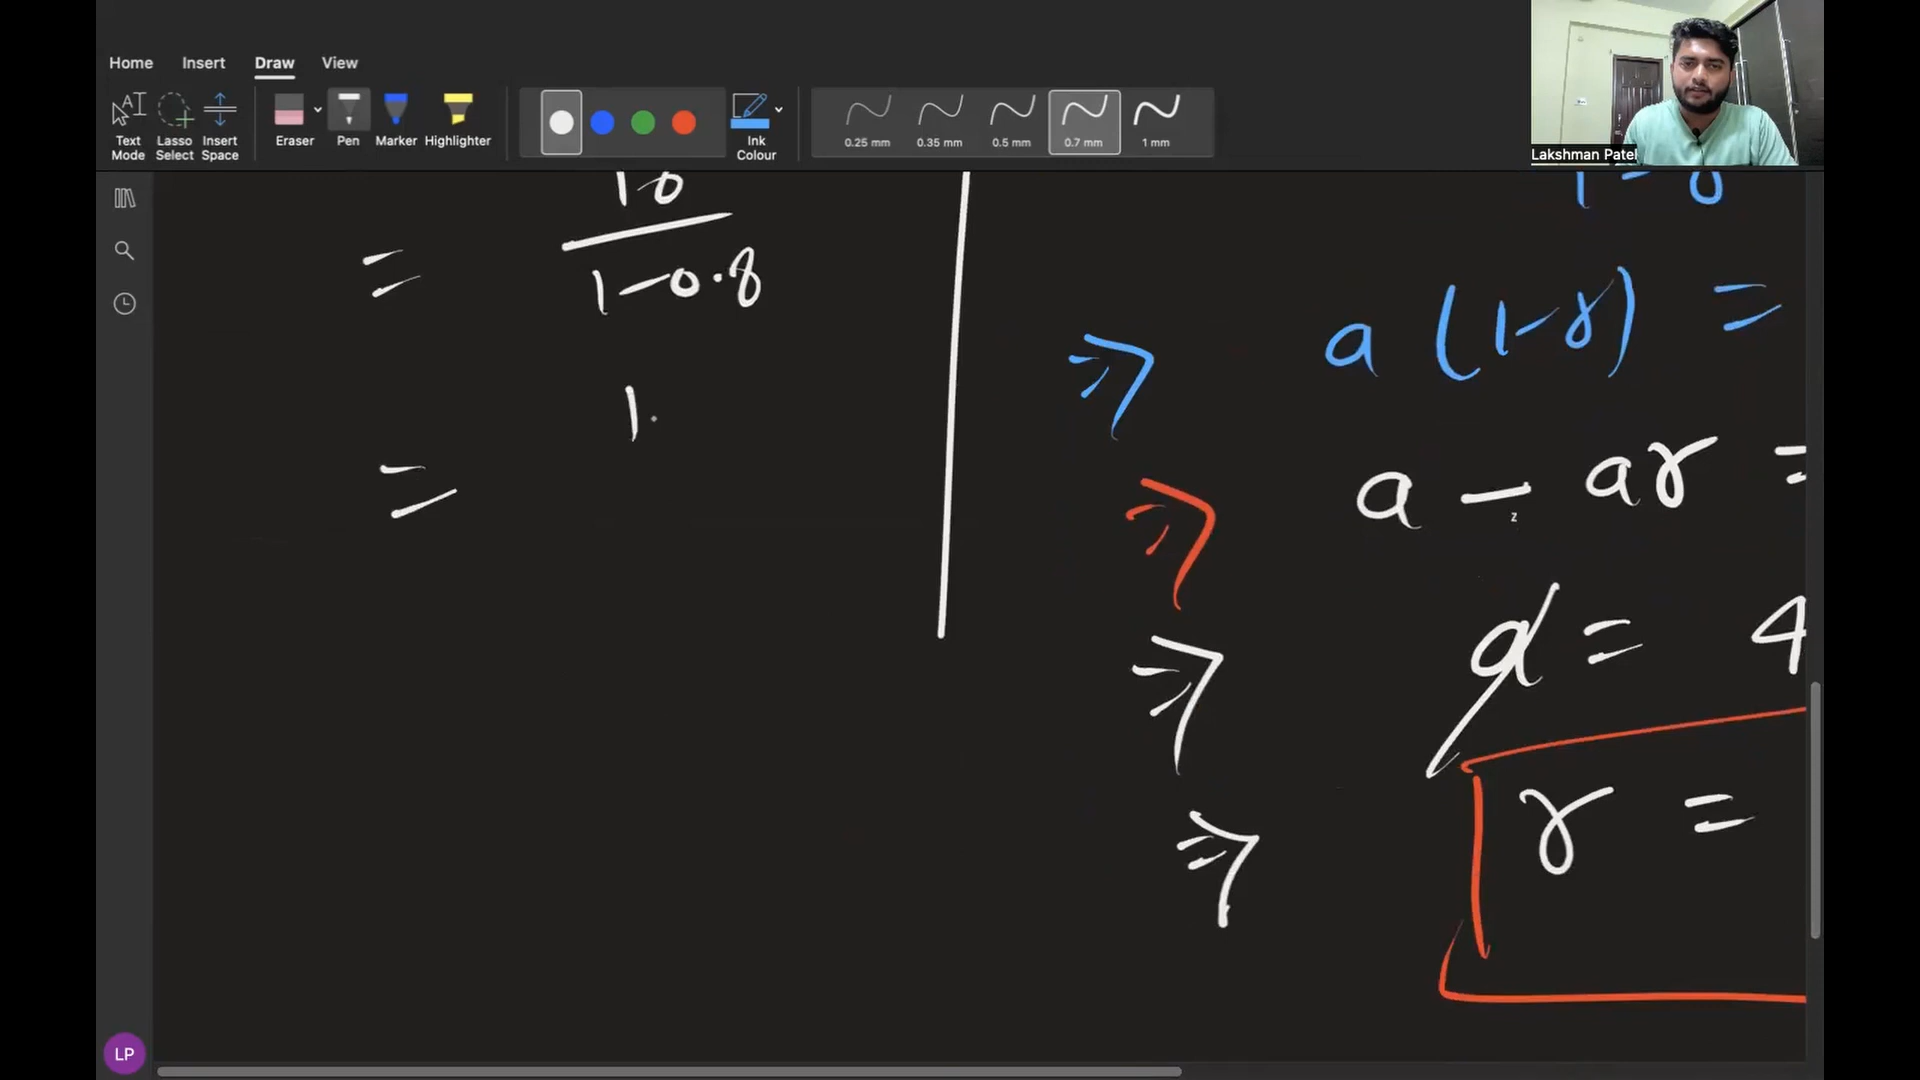 Home Insert Draw View
Text Mode
Lasso Select
Insert Space
Eraser
Pen
Marker
Highlighter
Ink Colour
0.25 mm
0.35 mm
0.5 mm
0.7 mm
1 mm
Lakshman Patel
=
1-0.8
= 1.
⇒ a (1-r) =
⇒ a - ar =
z
⇒ a = 4
⇒ r =
LP